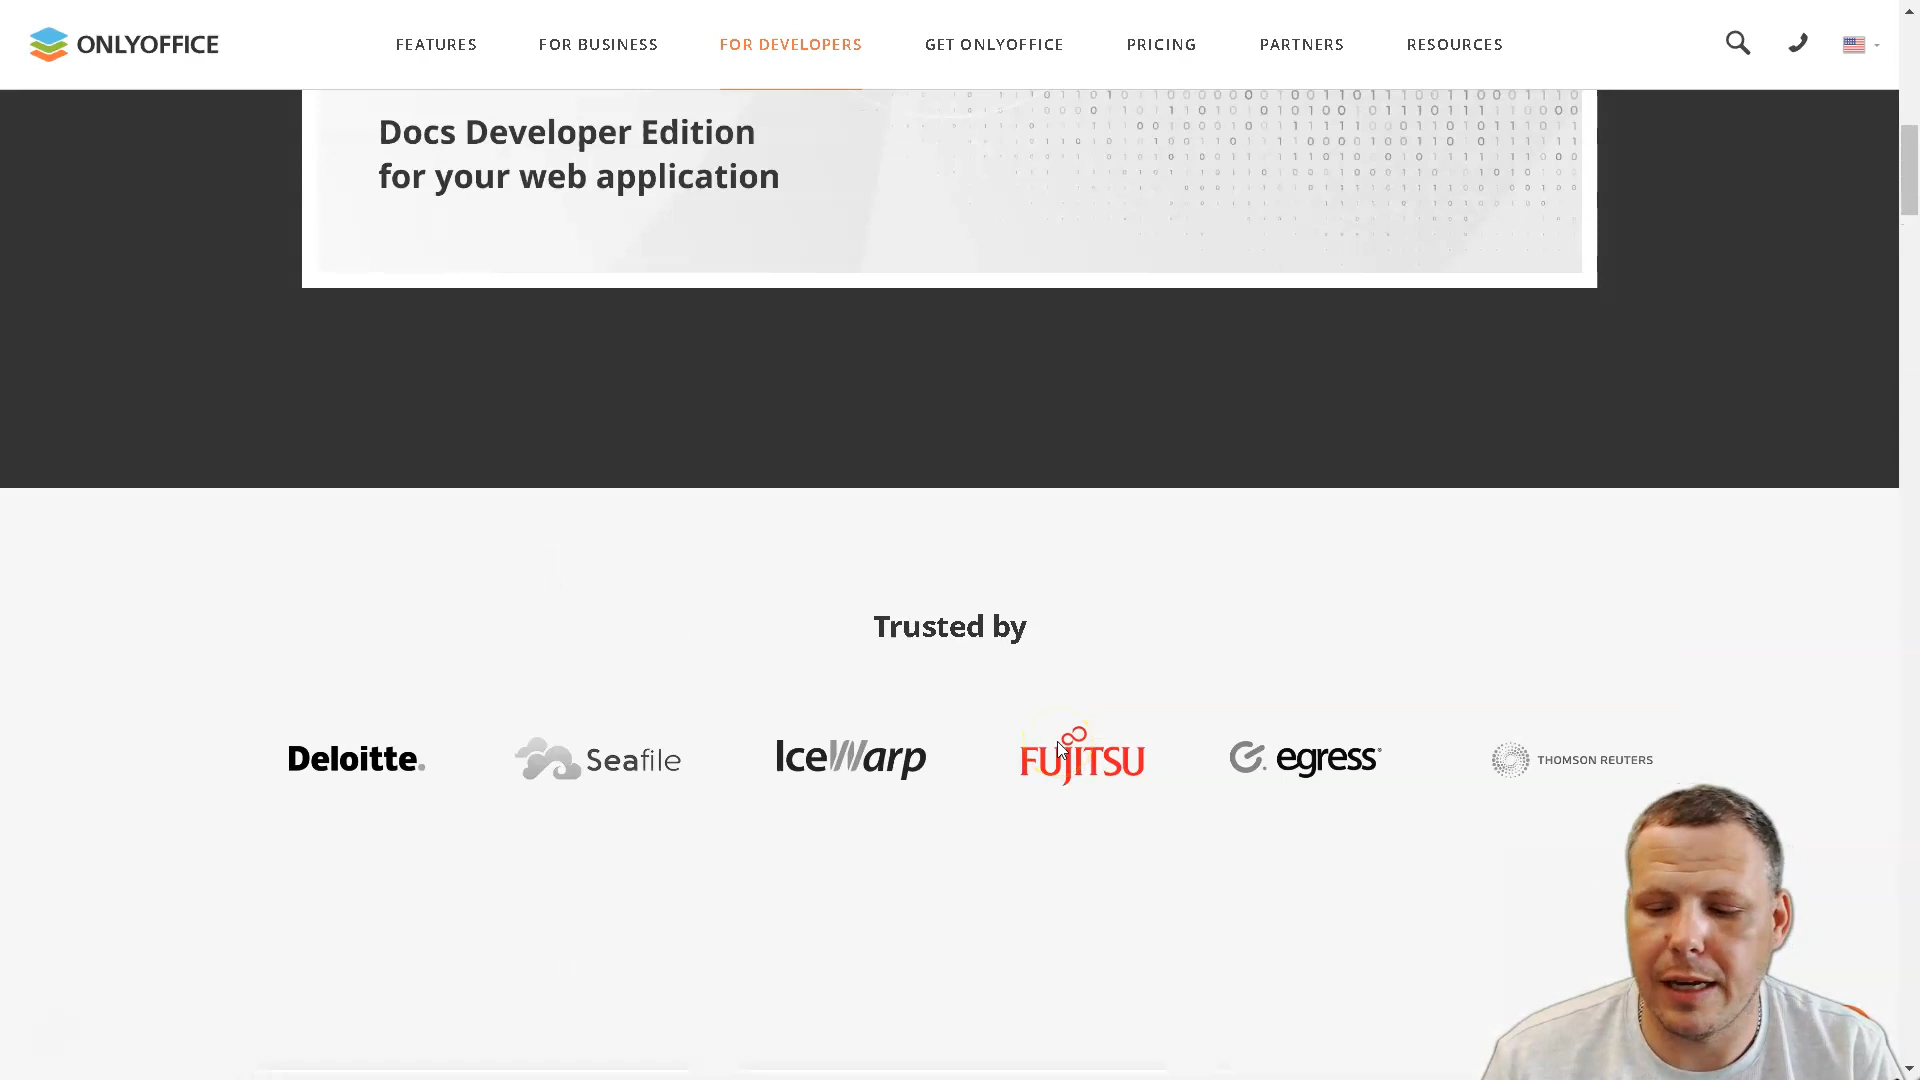 ONLYOFFICE
FEATURES
FOR BUSINESS
FOR DEVELOPERS
GET ONLYOFFICE
PRICING
PARTNERS
RESOURCES
Docs Developer Edition
for your web application
Trusted by
Deloitte.
Seafile
IceWarp
FUJITSU
egress®
THOMSON REUTERS